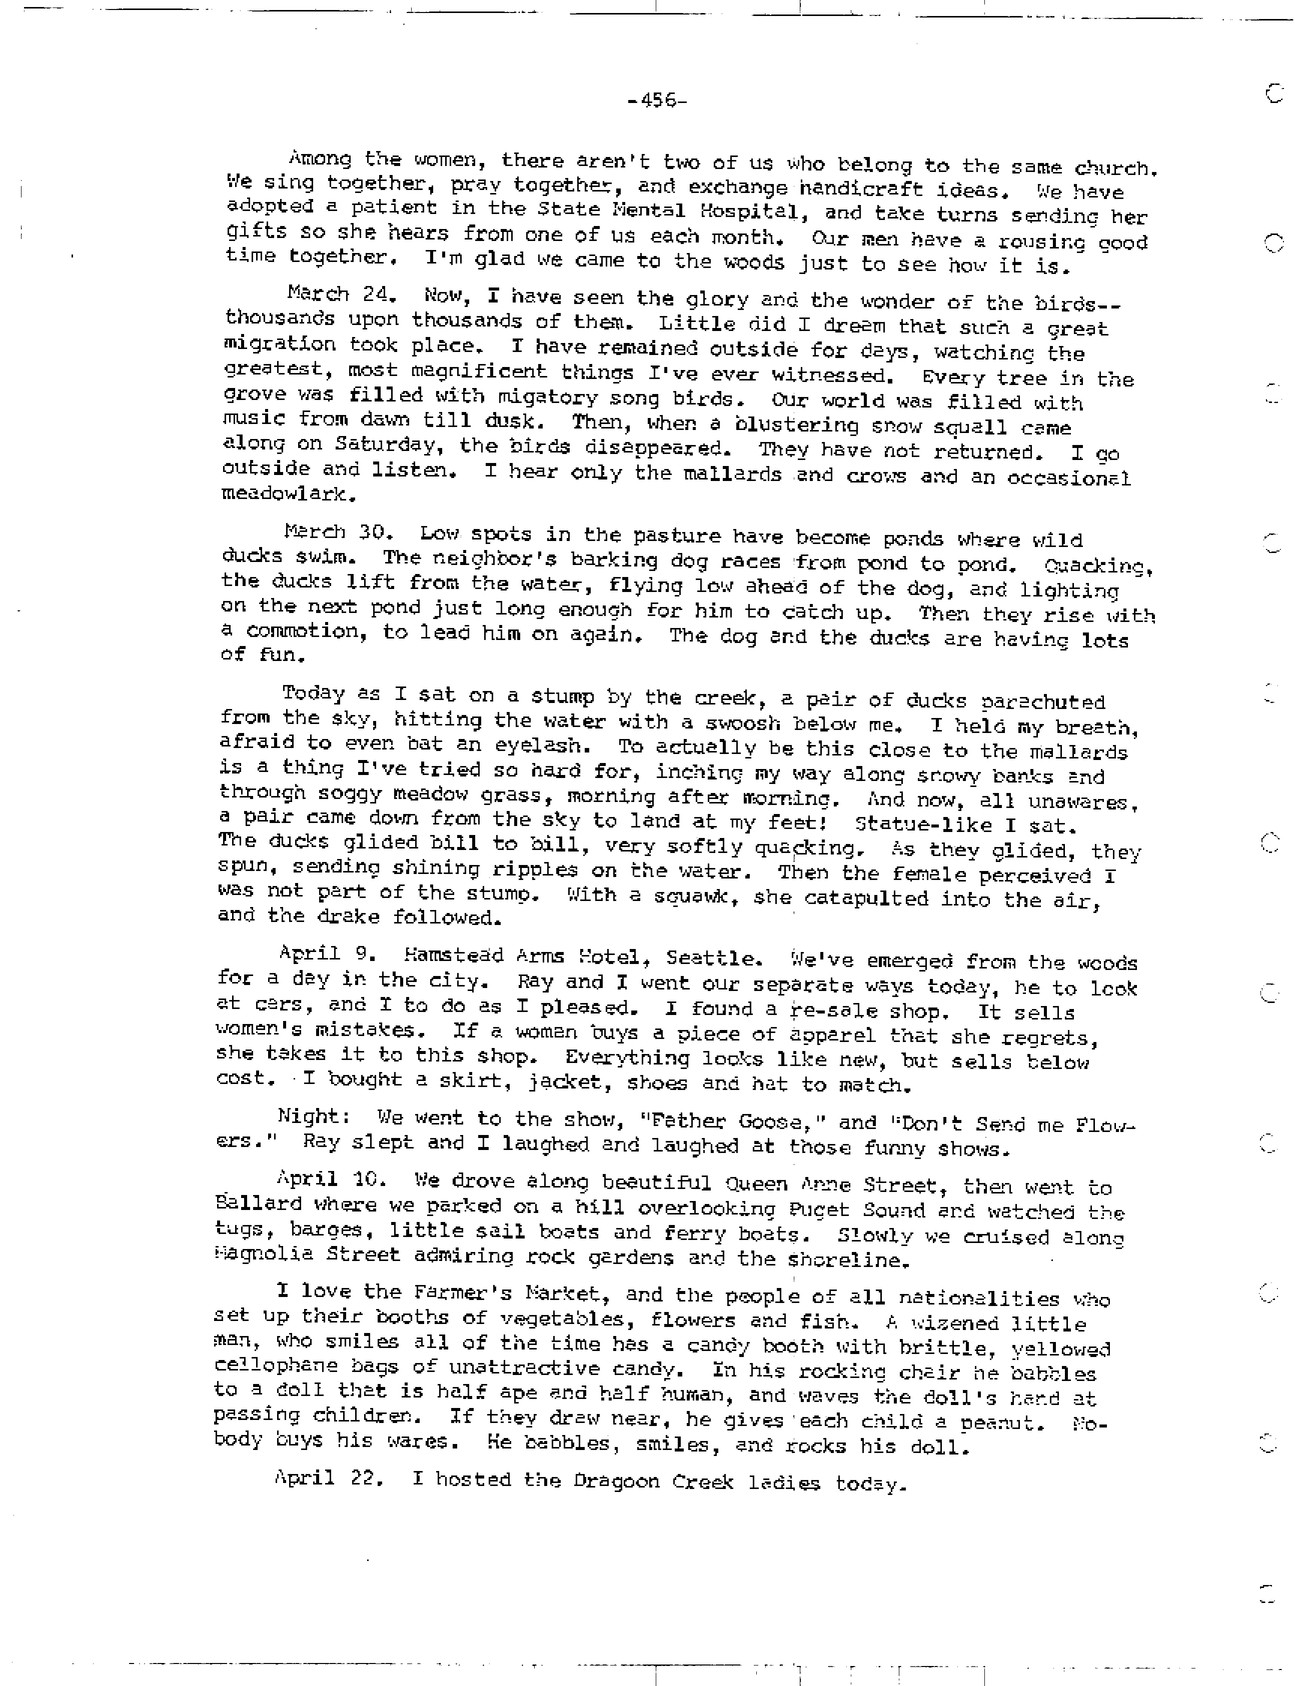 -456-
Among the women, there aren't two of us who belong to the same church.
We sing together, pray together, and exchange handicraft ideas. We have
adopted a patient in the State Mental Hospital, and take turns sending her
gifts so she hears from one of us each month. Our men have a rousing good
time together. I'm glad we came to the woods just to see how it is.
March 24. Now, I have seen the glory and the wonder of the birds--
thousands upon thousands of them. Little did I dream that such a great
migration took place. I have remained outside for days, watching the
greatest, most magnificent things I've ever witnessed. Every tree in the
grove was filled with migatory song birds. Our world was filled with
music from dawn till dusk. Then, when a blustering snow squall came
along on Saturday, the birds disappeared. They have not returned. I go
outside and listen. I hear only the mallards and crows and an occasional
meadowlark.
March 30. Low spots in the pasture have become ponds where wild
ducks swim. The neighbor's barking dog races from pond to pond. Quacking,
the ducks lift from the water, flying low ahead of the dog, and lighting
on the next pond just long enough for him to catch up. Then they rise with
a commotion, to lead him on again. The dog and the ducks are having lots
of fun.
Today as I sat on a stump by the creek, a pair of ducks parachuted
from the sky, hitting the water with a swoosh below me. I held my breath,
afraid to even bat an eyelash. To actually be this close to the mallards
is a thing I've tried so hard for, inching my way along snowy banks and
through soggy meadow grass, morning after morning. And now, all unawares,
a pair came down from the sky to land at my feet! Statue-like I sat.
The ducks glided bill to bill, very softly quacking. As they glided, they
spun, sending shining ripples on the water. Then the female perceived I
was not part of the stump. With a squawk, she catapulted into the air,
and the drake followed.
April 9. Hamstead Arms Hotel, Seattle. We've emerged from the woods
for a day in the city. Ray and I went our separate ways today, he to look
at cars, and I to do as I pleased. I found a re-sale shop. It sells
women's mistakes. If a woman buys a piece of apparel that she regrets,
she takes it to this shop. Everything looks like new, but sells below
cost. I bought a skirt, jacket, shoes and hat to match.
Night: We went to the show, "Father Goose," and "Don't Send me Flow-
ers." Ray slept and I laughed and laughed at those funny shows.
April 10. We drove along beautiful Queen Anne Street, then went to
Ballard where we parked on a hill overlooking Puget Sound and watched the
tugs, barges, little sail boats and ferry boats. Slowly we cruised along
Magnolia Street admiring rock gardens and the shoreline.
I love the Farmer's Market, and the people of all nationalities who
set up their booths of vegetables, flowers and fish. A wizened little
man, who smiles all of the time has a candy booth with brittle, yellowed
cellophane bags of unattractive candy. In his rocking chair he babbles
to a doll that is half ape and half human, and waves the doll's hand at
passing children. If they draw near, he gives each child a peanut. No-
body buys his wares. He babbles, smiles, and rocks his doll.
April 22. I hosted the Dragoon Creek ladies today.